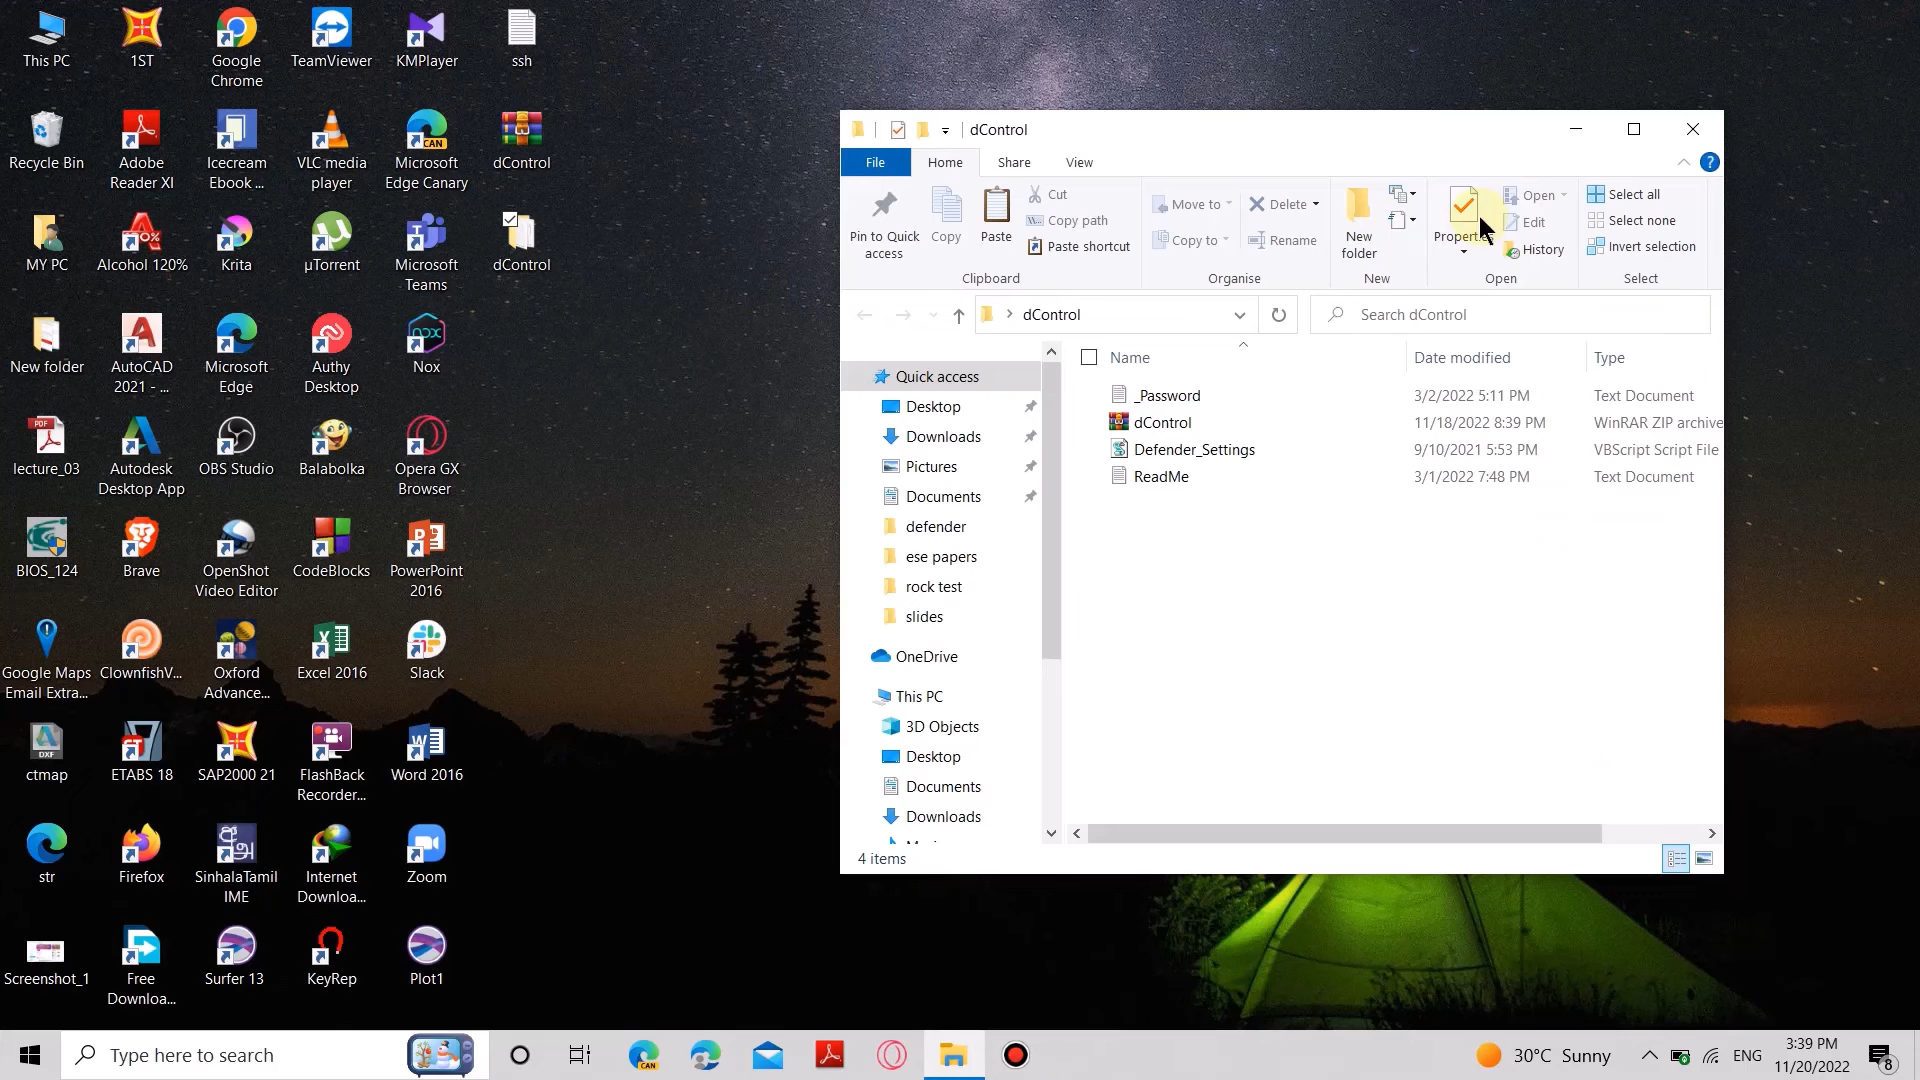 This PC
1ST
Google
Chrome
TeamViewer
KMPlayer
ssh
Recycle Bin
Adobe
Reader XI
Icecream
Ebook ...
VLC media
player
CAN
Microsoft
Edge Canary
dControl
MY PC
Alcohol 120%
Krita
µTorrent
Microsoft
Teams
dControl
New folder
AutoCAD
2021 - ...
Microsoft
Edge
Authy
Desktop
Nox
PDF
lecture_03
Autodesk
Desktop App
OBS Studio
Balabolka
Opera GX
Browser
BIOS_124
Brave
OpenShot
Video Editor
CodeBlocks
PowerPoint
2016
Google Maps
Email Extra...
ClownfishV...
Oxford
Advance...
Excel 2016
Slack
DXF
ctmap
ETABS 18
SAP2000 21
FlashBack
Recorder...
Word 2016
str
Firefox
SinhalaTamil
IME
Internet
Downloa...
Zoom
Screenshot_1
Free
Downloa...
Surfer 13
KeyRep
Plot1
dControl
File
Home
Share
View
Pin to Quick
access
Copy
Paste
Cut
Copy path
Paste shortcut
Clipboard
Move to
Copy to
Delete
Rename
Organise
New
folder
New
Properties
Open
Edit
History
Open
Select all
Select none
Invert selection
Select
dControl
Search dControl
Quick access
Desktop
Downloads
Pictures
Documents
defender
ese papers
rock test
slides
OneDrive
This PC
3D Objects
Desktop
Documents
Downloads
Name
Date modified
Type
_Password
3/2/2022 5:11 PM
Text Document
dControl
11/18/2022 8:39 PM
WinRAR ZIP archive
Defender_Settings
9/10/2021 5:53 PM
VBScript Script File
ReadMe
3/1/2022 7:48 PM
Text Document
4 items
Type here to search
CAN
30°C Sunny
ENG
3:39 PM
11/20/2022
8